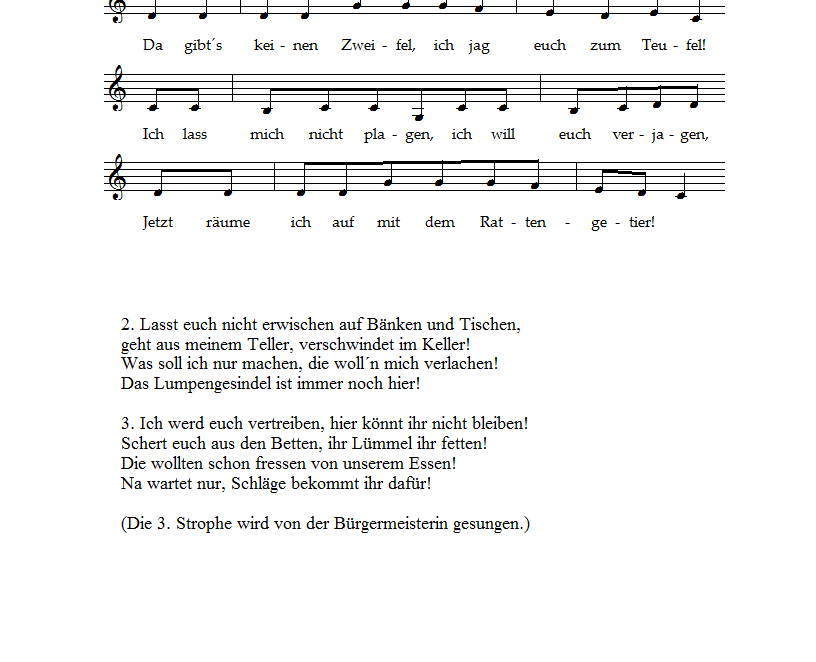 Da gibt´s kei - nen Zwei - fel, ich jag euch zum Teu - fel!
Ich lass mich nicht pla - gen, ich will euch ver - ja - gen,
Jetzt räume ich auf mit dem Rat - ten - ge - tier!
2. Lasst euch nicht erwischen auf Bänken und Tischen,
geht aus meinem Teller, verschwindet im Keller!
Was soll ich nur machen, die woll´n mich verlachen!
Das Lumpengesindel ist immer noch hier!
3. Ich werd euch vertreiben, hier könnt ihr nicht bleiben!
Schert euch aus den Betten, ihr Lümmel ihr fetten!
Die wollten schon fressen von unserem Essen!
Na wartet nur, Schläge bekommt ihr dafür!
(Die 3. Strophe wird von der Bürgermeisterin gesungen.)